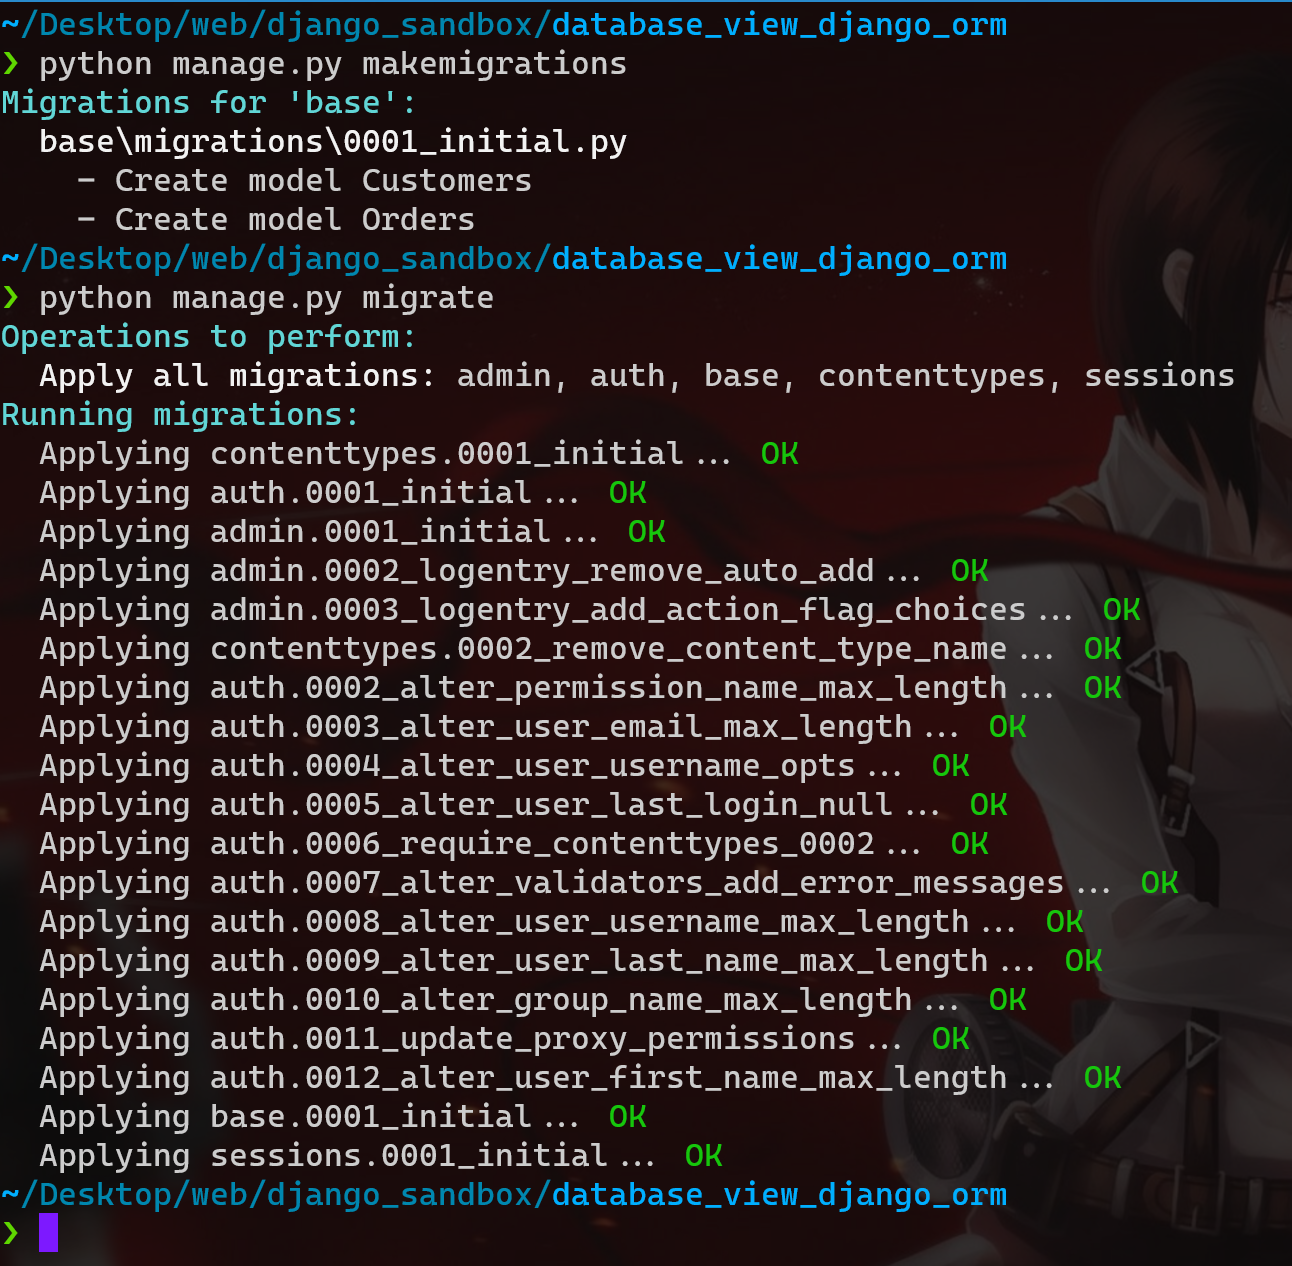 ~/Desktop/web/django_sandbox/database_view_django_orm
❯ python manage.py makemigrations
Migrations for 'base':
  base\migrations\0001_initial.py
    - Create model Customers
    - Create model Orders
~/Desktop/web/django_sandbox/database_view_django_orm
❯ python manage.py migrate
Operations to perform:
  Apply all migrations: admin, auth, base, contenttypes, sessions
Running migrations:
  Applying contenttypes.0001_initial... OK
  Applying auth.0001_initial... OK
  Applying admin.0001_initial... OK
  Applying admin.0002_logentry_remove_auto_add... OK
  Applying admin.0003_logentry_add_action_flag_choices... OK
  Applying contenttypes.0002_remove_content_type_name... OK
  Applying auth.0002_alter_permission_name_max_length... OK
  Applying auth.0003_alter_user_email_max_length... OK
  Applying auth.0004_alter_user_username_opts... OK
  Applying auth.0005_alter_user_last_login_null... OK
  Applying auth.0006_require_contenttypes_0002... OK
  Applying auth.0007_alter_validators_add_error_messages... OK
  Applying auth.0008_alter_user_username_max_length... OK
  Applying auth.0009_alter_user_last_name_max_length... OK
  Applying auth.0010_alter_group_name_max_length... OK
  Applying auth.0011_update_proxy_permissions... OK
  Applying auth.0012_alter_user_first_name_max_length... OK
  Applying base.0001_initial... OK
  Applying sessions.0001_initial... OK
~/Desktop/web/django_sandbox/database_view_django_orm
❯